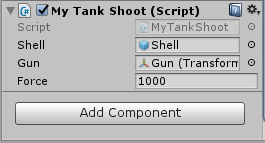 My Tank Shoot (Script)
Script MyTankShoot
Shell Shell
Gun Gun (Transform
Force 1000
Add Component